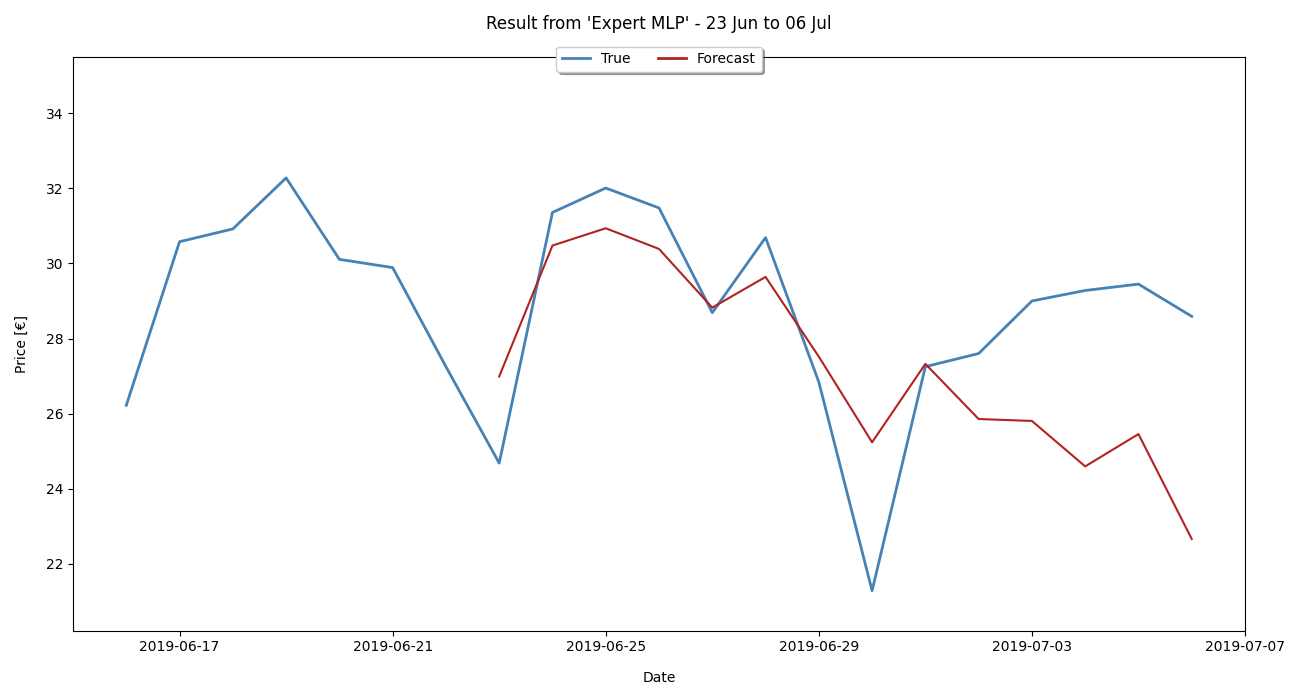 Result from 'Expert MLP' - 23 Jun to 06 Jul
True Forecast
34
32
30
28
26
24
22
Price [€]
2019-06-17 2019-06-21 2019-06-25 2019-06-29 2019-07-03 2019-07-07
Date